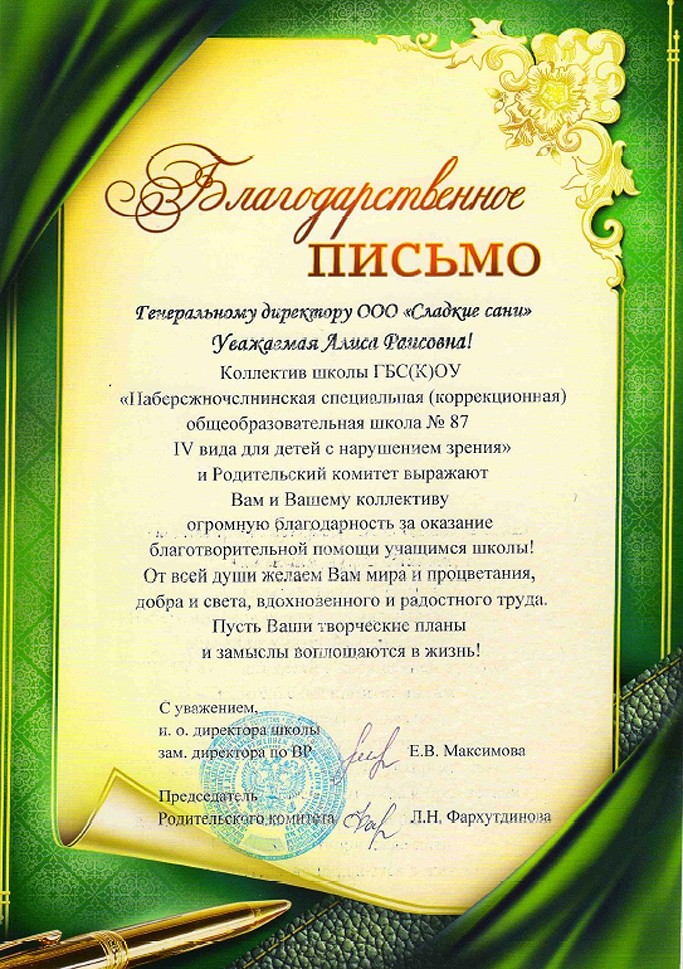 Благодарственное
ПИСЬМО
Генеральному директору ООО «Сладкие сани»
Уважаемая Алиса Раисовна!
Коллектив школы ГБС(К)ОУ
«Набережночелнинская специальная (коррекционная)
общеобразовательная школа № 87
IV вида для детей с нарушением зрения»
и Родительский комитет выражают
Вам и Вашему коллективу
огромную благодарность за оказание
благотворительной помощи учащимся школы!
От всей души желаем Вам мира и процветания,
добра и света, вдохновенного и радостного труда.
Пусть Ваши творческие планы
и замыслы воплощаются в жизнь!
С уважением,
и. о. директора школы
зам. директора по ВР Е.В. Максимова
Председатель
Родительского комитета Л.Н. Фархутдинова